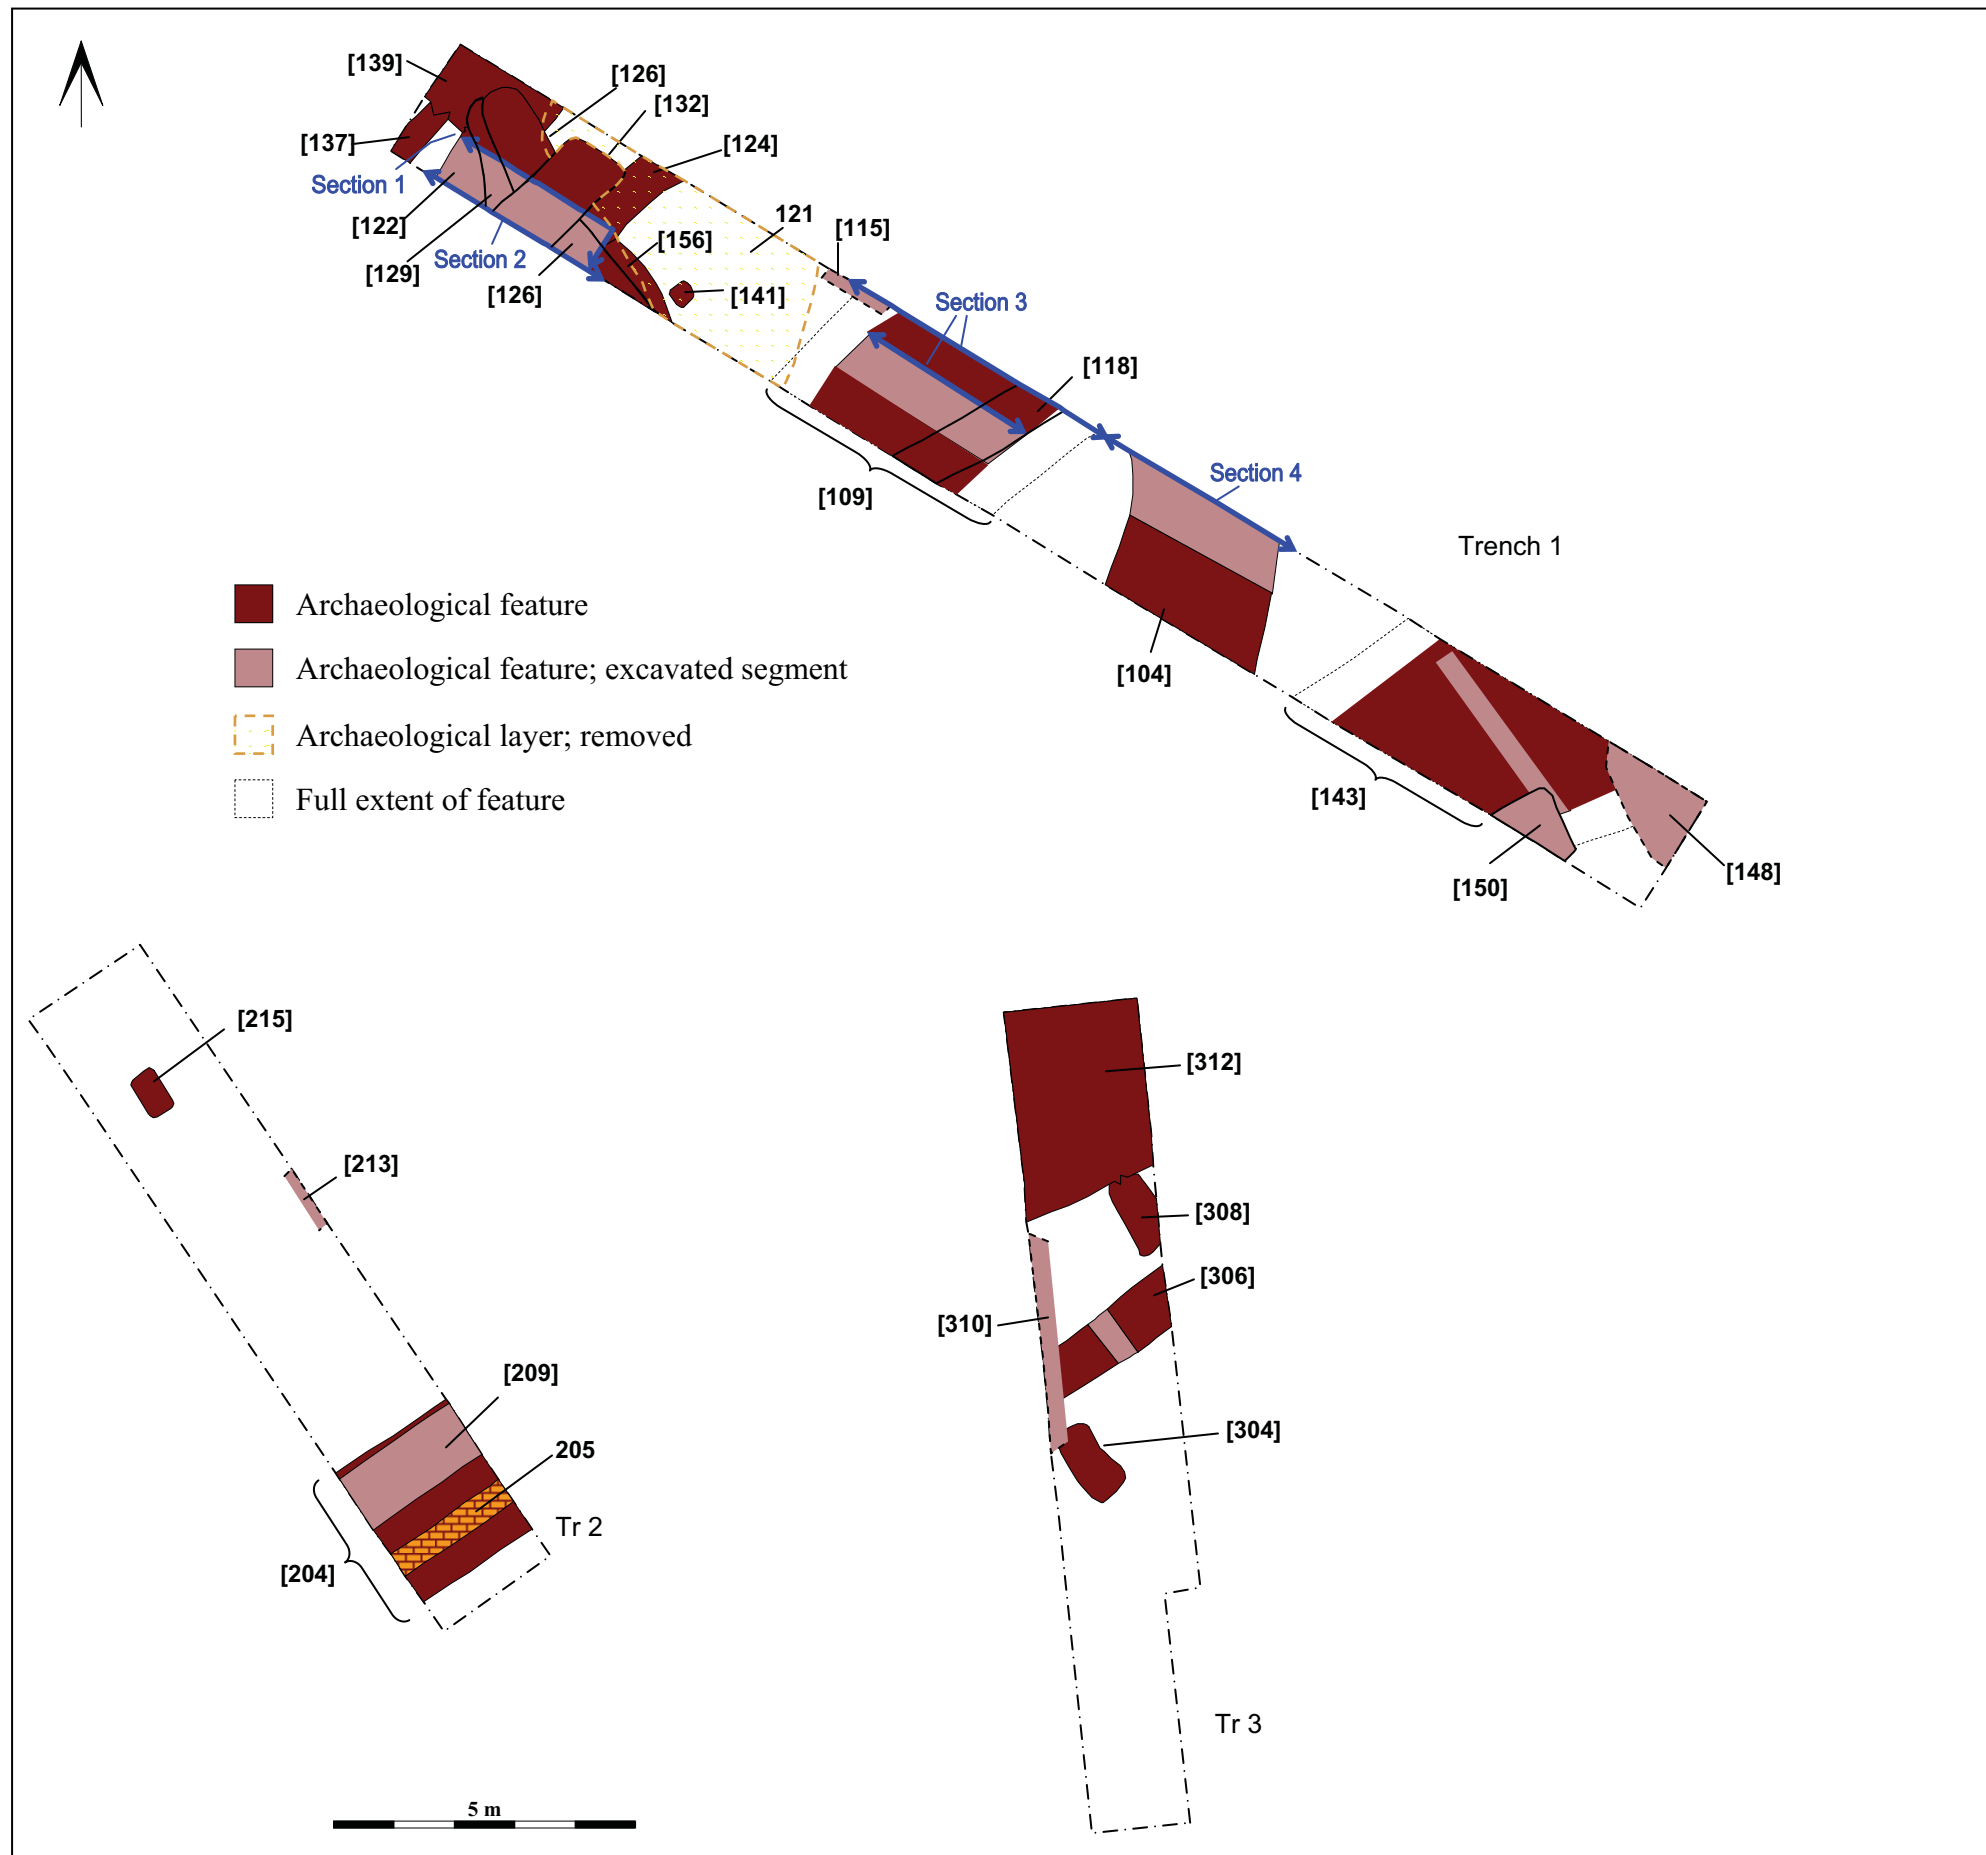 [139]
[126]
[132]
[137]
[124]
Section 1
[122]
[129]
Section 2
[126]
[156]
[141]
121
[115]
Section 3
[118]
[109]
Section 4
Trench 1
[104]
[143]
[150]
[148]
Archaeological feature
Archaeological feature; excavated segment
Archaeological layer; removed
Full extent of feature
[215]
[213]
[209]
205
[204]
Tr 2
[312]
[308]
[306]
[310]
[304]
Tr 3
5 m